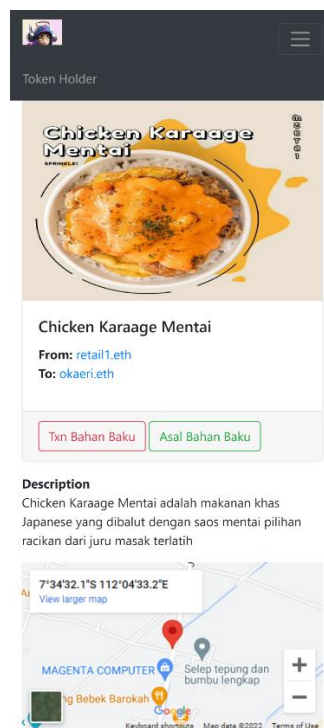 Token Holder
Chicken Karaage
Mentai
SPRINKLE!
Chicken Karaage Mentai
From: retail1.eth
To: okaeri.eth
Txn Bahan Baku
Asal Bahan Baku
Description
Chicken Karaage Mentai adalah makanan khas
Japanese yang dibalut dengan saos mentai pilihan
racikan dari juru masak terlatih
7°34'32.1"S 112°04'33.2"E
View larger map
MAGENTA COMPUTER
Selep tepung dan
bumbu lengkap
ng Bebek Barokah
Google
Keyboard shortcuts
Map data ©2022
Terms of Use